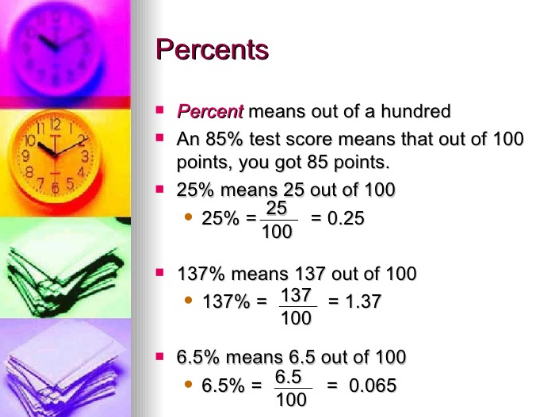 Percents
Percent means out of a hundred
An 85% test score means that out of 100
points, you got 85 points.
25% means 25 out of 100
25% = 25/100 = 0.25
137% means 137 out of 100
137% = 137/100 = 1.37
6.5% means 6.5 out of 100
6.5% = 6.5/100 = 0.065